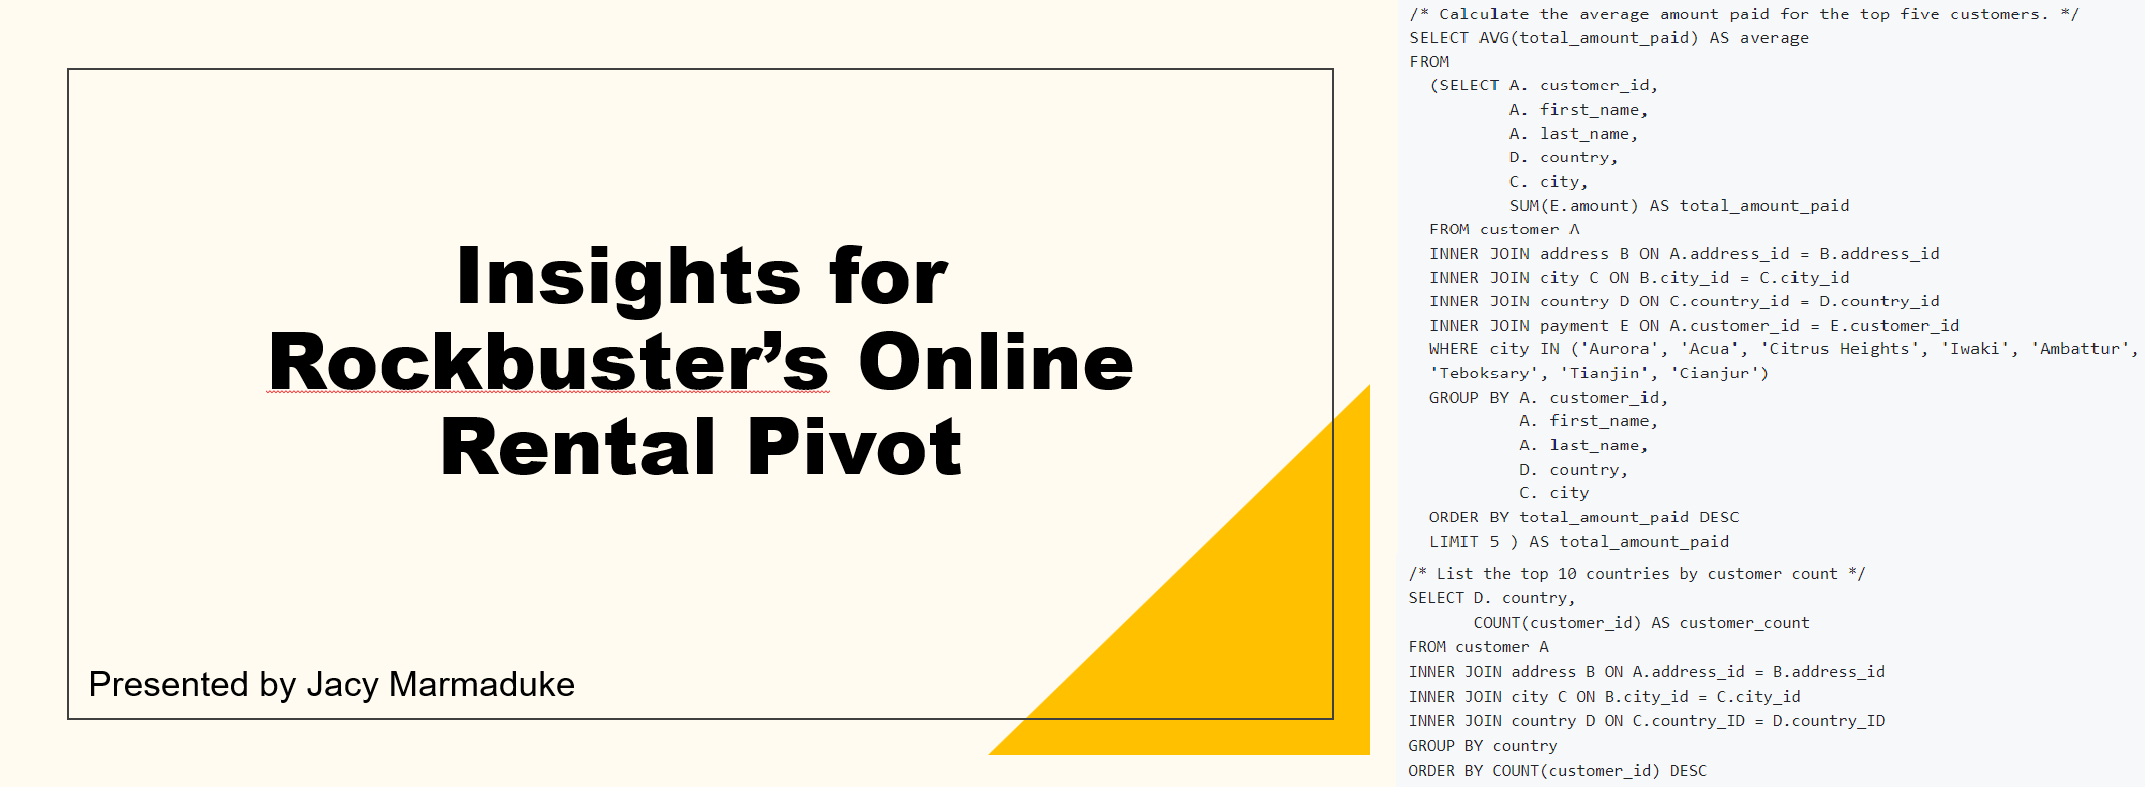 Insights for
Rockbuster’s Online
Rental Pivot
Presented by Jacy Marmaduke
/* Calculate the average amount paid for the top five customers. */
SELECT AVG(total_amount_paid) AS average
FROM
(SELECT A. customer_id,
A. first_name,
A. last_name,
D. country,
C. city,
SUM(E.amount) AS total_amount_paid
FROM customer A
INNER JOIN address B ON A.address_id = B.address_id
INNER JOIN city C ON B.city_id = C.city_id
INNER JOIN country D ON C.country_id = D.country_id
INNER JOIN payment E ON A.customer_id = E.customer_id
WHERE city IN ('Aurora', 'Acua', 'Citrus Heights', 'Iwaki', 'Ambattur',
'Teboksary', 'Tianjin', 'Cianjur')
GROUP BY A. customer_id,
A. first_name,
A. last_name,
D. country,
C. city
ORDER BY total_amount_paid DESC
LIMIT 5 ) AS total_amount_paid
/* List the top 10 countries by customer count */
SELECT D. country,
COUNT(customer_id) AS customer_count
FROM customer A
INNER JOIN address B ON A.address_id = B.address_id
INNER JOIN city C ON B.city_id = C.city_id
INNER JOIN country D ON C.country_ID = D.country_ID
GROUP BY country
ORDER BY COUNT(customer_id) DESC